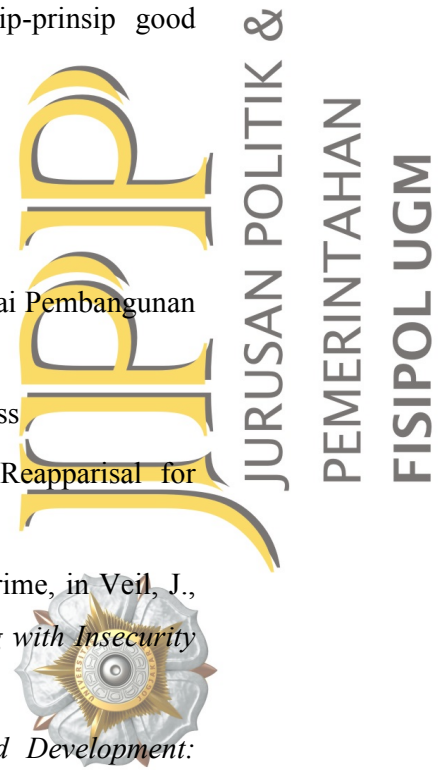 ip-prinsip good
ai Pembangunan
ss
Reapparisal for
rime, in Veil, J.,
g with Insecurity
d Development:
jpp
JURUSAN POLITIK &
PEMERINTAHAN
FISIPOL UGM